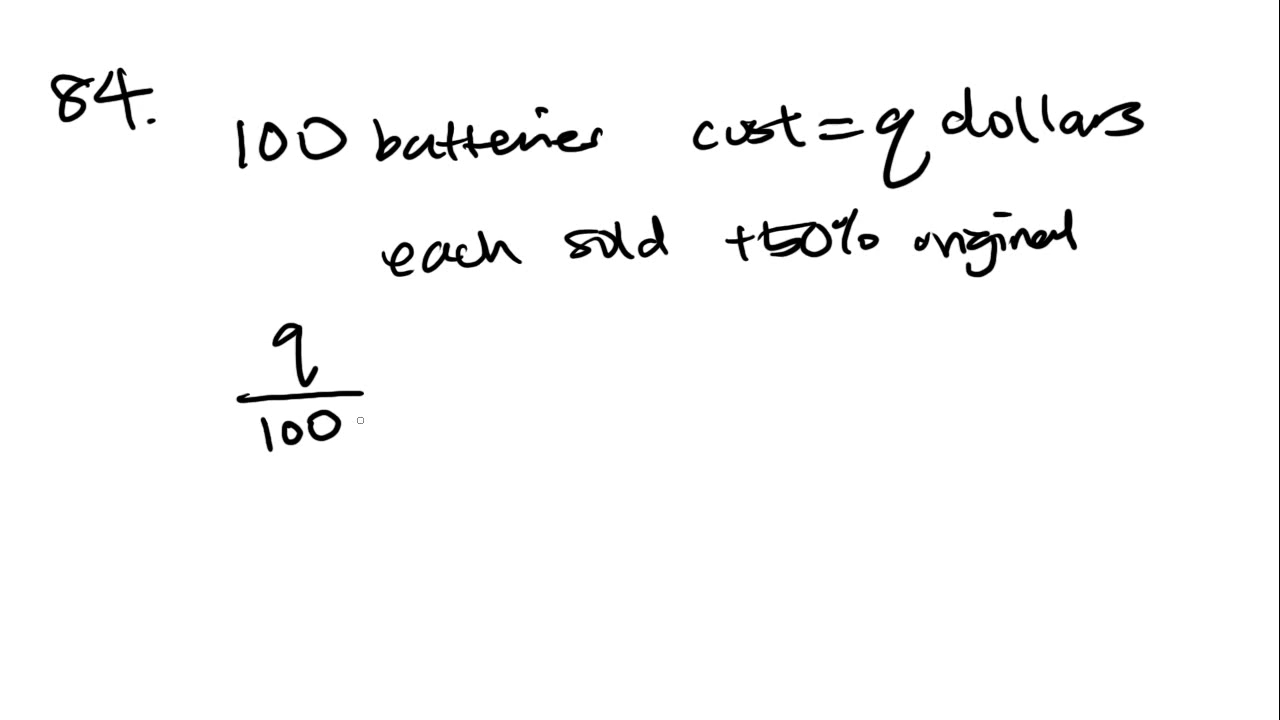 84.
100 batteries cost = q dollars
each sold +50% original
q
100